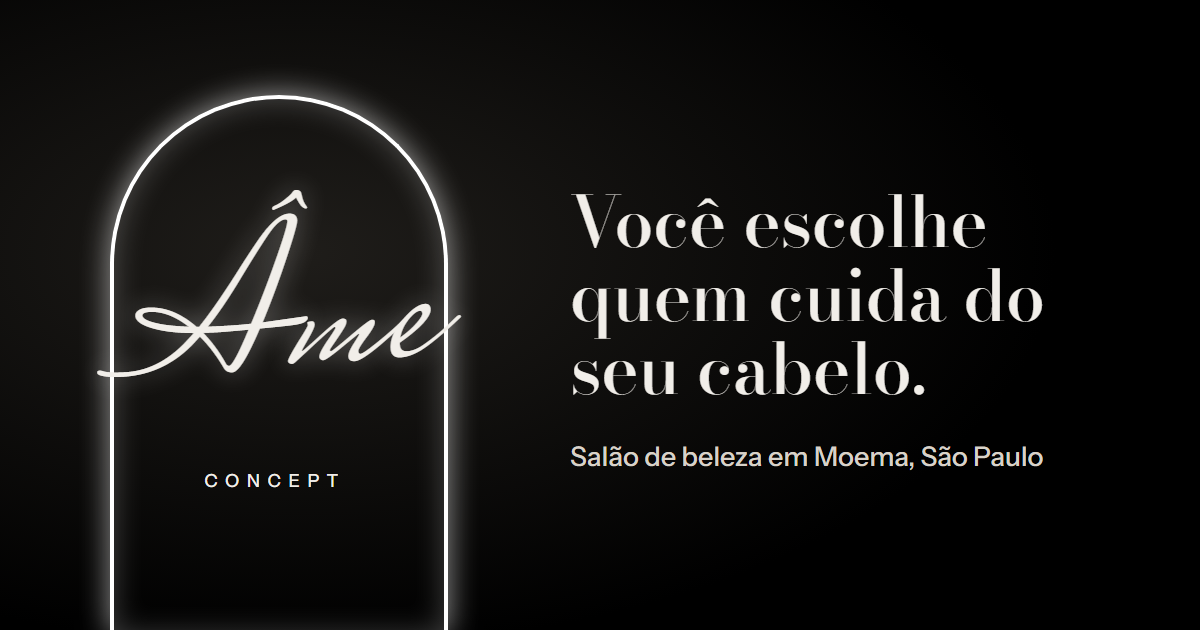 Âme
CONCEPT
Você escolhe
quem cuida do
seu cabelo.
Salão de beleza em Moema, São Paulo